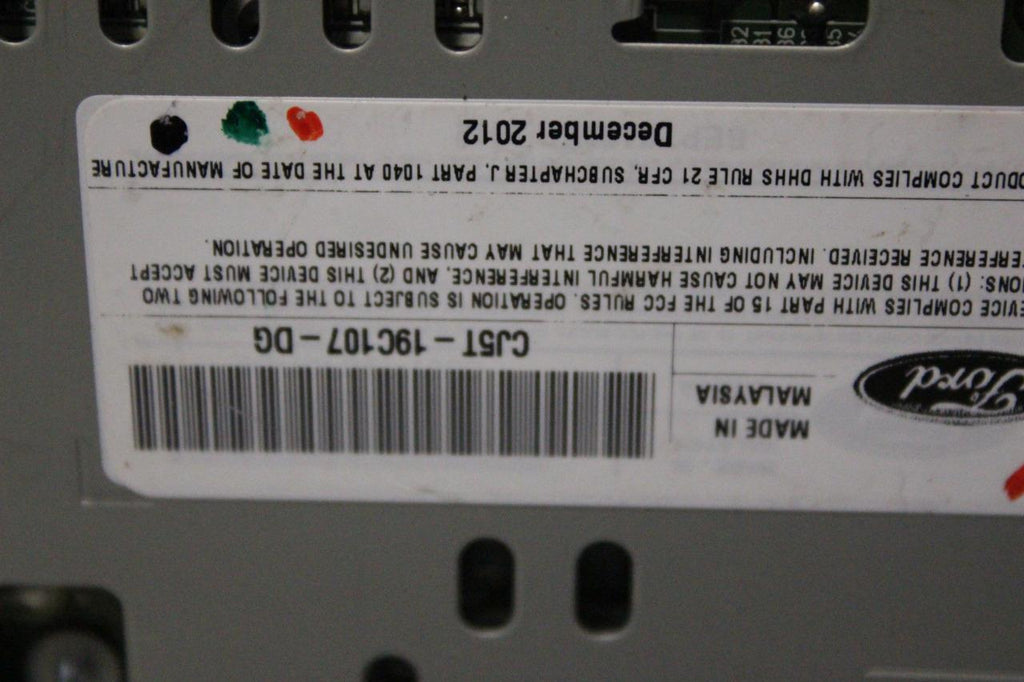 Ford
MADE IN
MALAYSIA
CJ5T-19C107-DG
EVICE COMPLIES WITH PART 15 OF THE FCC RULES. OPERATION IS SUBJECT TO THE FOLLOWING TWO
IONS: (1) THIS DEVICE MAY NOT CAUSE HARMFUL INTERFERENCE, AND (2) THIS DEVICE MUST ACCEPT
ERFERENCE RECEIVED. INCLUDING INTERFERENCE THAT MAY CAUSE UNDESIRED OPERATION.
ODUCT COMPLIES WITH DHHS RULE 21 CFR, SUBCHAPTER J, PART 1040 AT THE DATE OF MANUFACTURE
December 2012